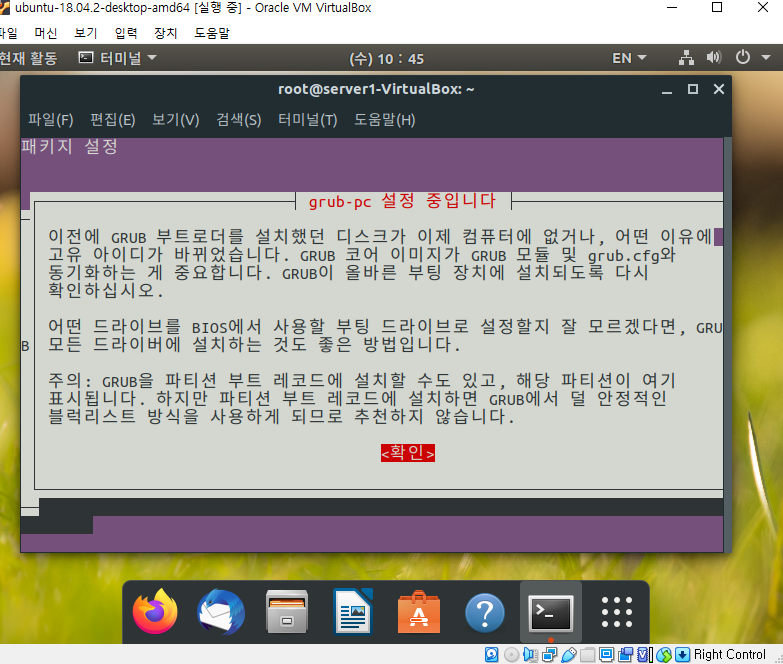 ubuntu-18.04.2-desktop-amd64 [실행 중] - Oracle VM VirtualBox
파일 머신 보기 입력 장치 도움말
현재 활동 터미널 (수) 10 : 45 EN
root@server1-VirtualBox: ~
파일(F) 편집(E) 보기(V) 검색(S) 터미널(T) 도움말(H)
패키지 설정
grub-pc 설정 중입니다
이전에 GRUB 부트로더를 설치했던 디스크가 이제 컴퓨터에 없거나, 어떤 이유에
고유 아이디가 바뀌었습니다. GRUB 코어 이미지가 GRUB 모듈 및 grub.cfg와
동기화하는 게 중요합니다. GRUB이 올바른 부팅 장치에 설치되도록 다시
확인하십시오.
어떤 드라이브를 BIOS에서 사용할 부팅 드라이브로 설정할지 잘 모르겠다면, GRU
B 모든 드라이버에 설치하는 것도 좋은 방법입니다.
주의: GRUB을 파티션 부트 레코드에 설치할 수도 있고, 해당 파티션이 여기
표시됩니다. 하지만 파티션 부트 레코드에 설치하면 GRUB에서 덜 안정적인
블럭리스트 방식을 사용하게 되므로 추천하지 않습니다.
<확인>
Right Control